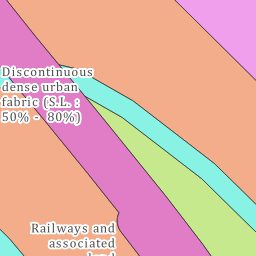 Discontinuous
dense urban
fabric (S.L. :
50% - 80%)
Railways and
associated